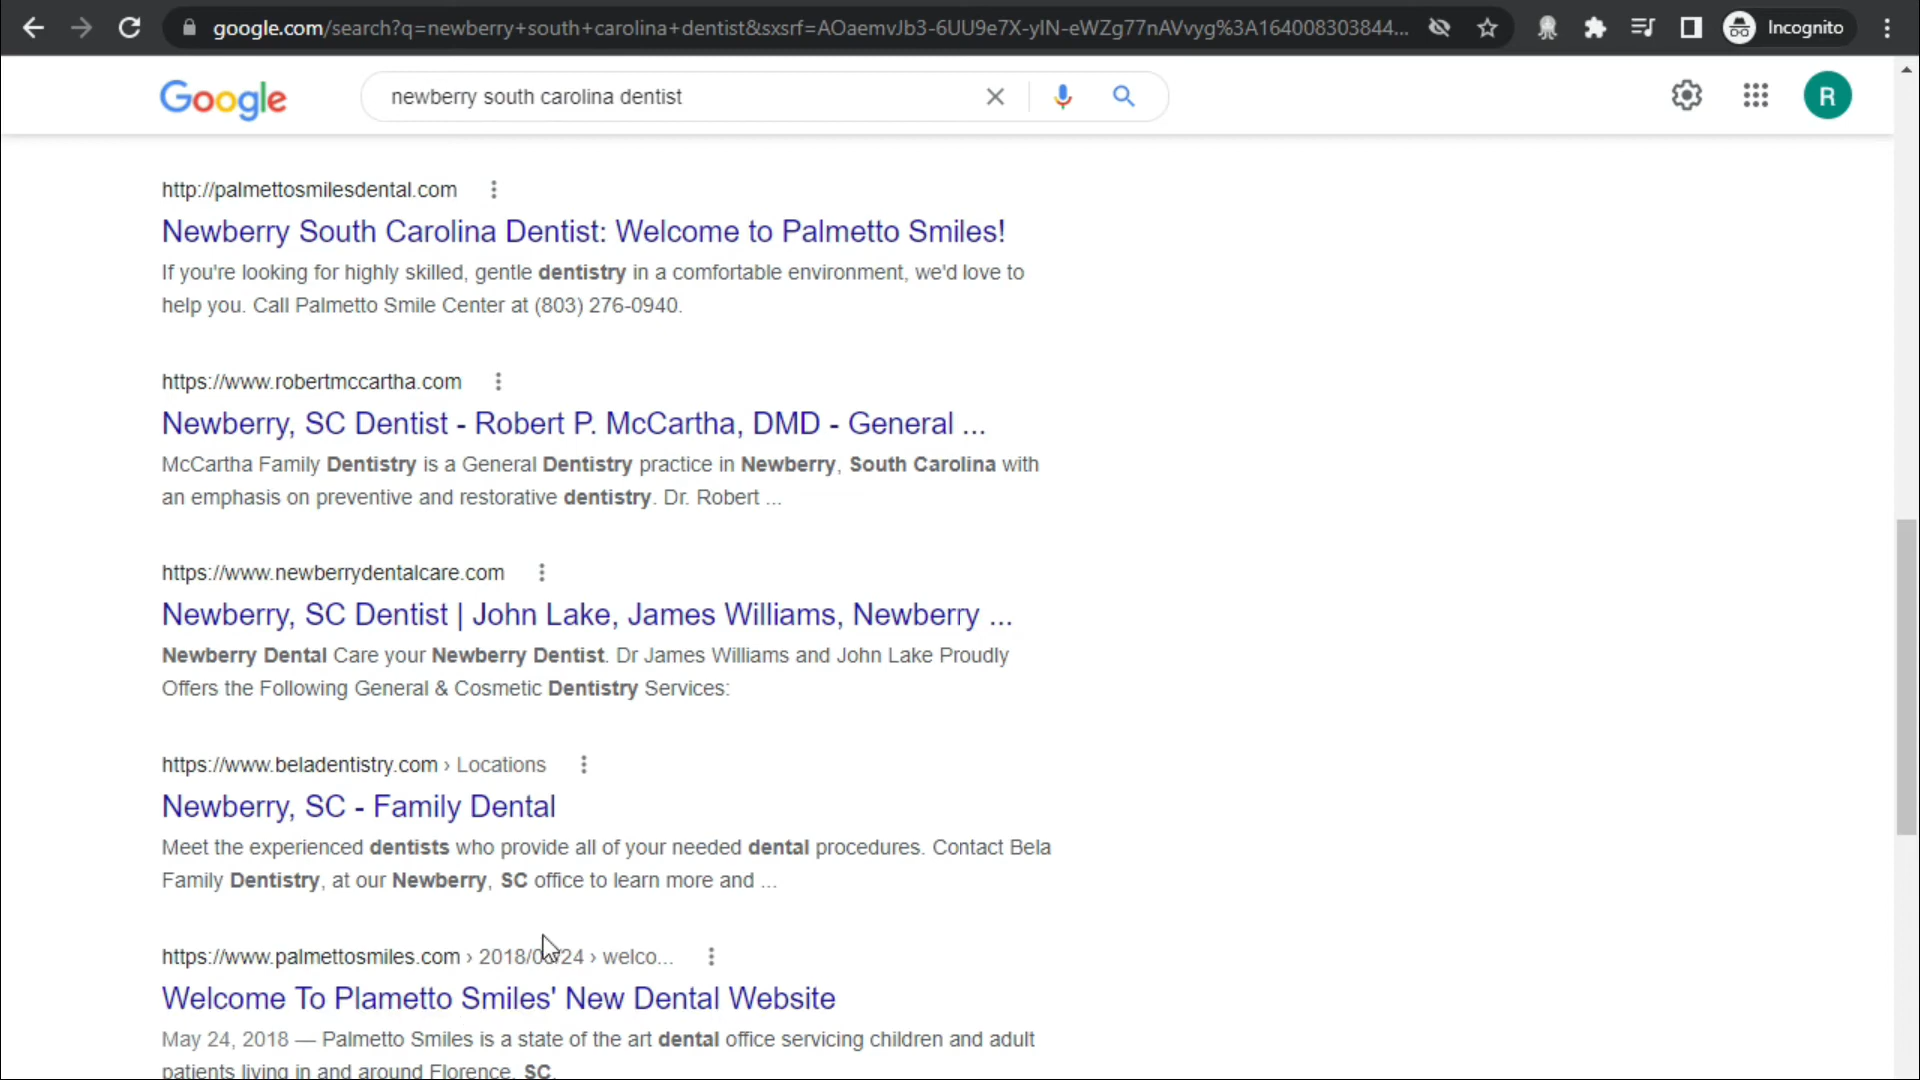 google.com/search?q=newberry+south+carolina+dentist&sxsrf=AOaemvJb3-6UU9e7X-yIN-eWZg77nAVvyg%3A164008303844...
Incognito
Google
newberry south carolina dentist
R
http://palmettosmilesdental.com
Newberry South Carolina Dentist: Welcome to Palmetto Smiles!
If you're looking for highly skilled, gentle dentistry in a comfortable environment, we'd love to
help you. Call Palmetto Smile Center at (803) 276-0940.
https://www.robertmccartha.com
Newberry, SC Dentist - Robert P. McCartha, DMD - General ...
McCartha Family Dentistry is a General Dentistry practice in Newberry, South Carolina with
an emphasis on preventive and restorative dentistry. Dr. Robert ...
https://www.newberrydentalcare.com
Newberry, SC Dentist | John Lake, James Williams, Newberry ...
Newberry Dental Care your Newberry Dentist. Dr James Williams and John Lake Proudly
Offers the Following General & Cosmetic Dentistry Services:
https://www.beladentistry.com › Locations
Newberry, SC - Family Dental
Meet the experienced dentists who provide all of your needed dental procedures. Contact Bela
Family Dentistry, at our Newberry, SC office to learn more and ...
https://www.palmettosmiles.com › 2018/05/24 › welco...
Welcome To Plametto Smiles' New Dental Website
May 24, 2018 — Palmetto Smiles is a state of the art dental office servicing children and adult
patients living in and around Florence, SC.